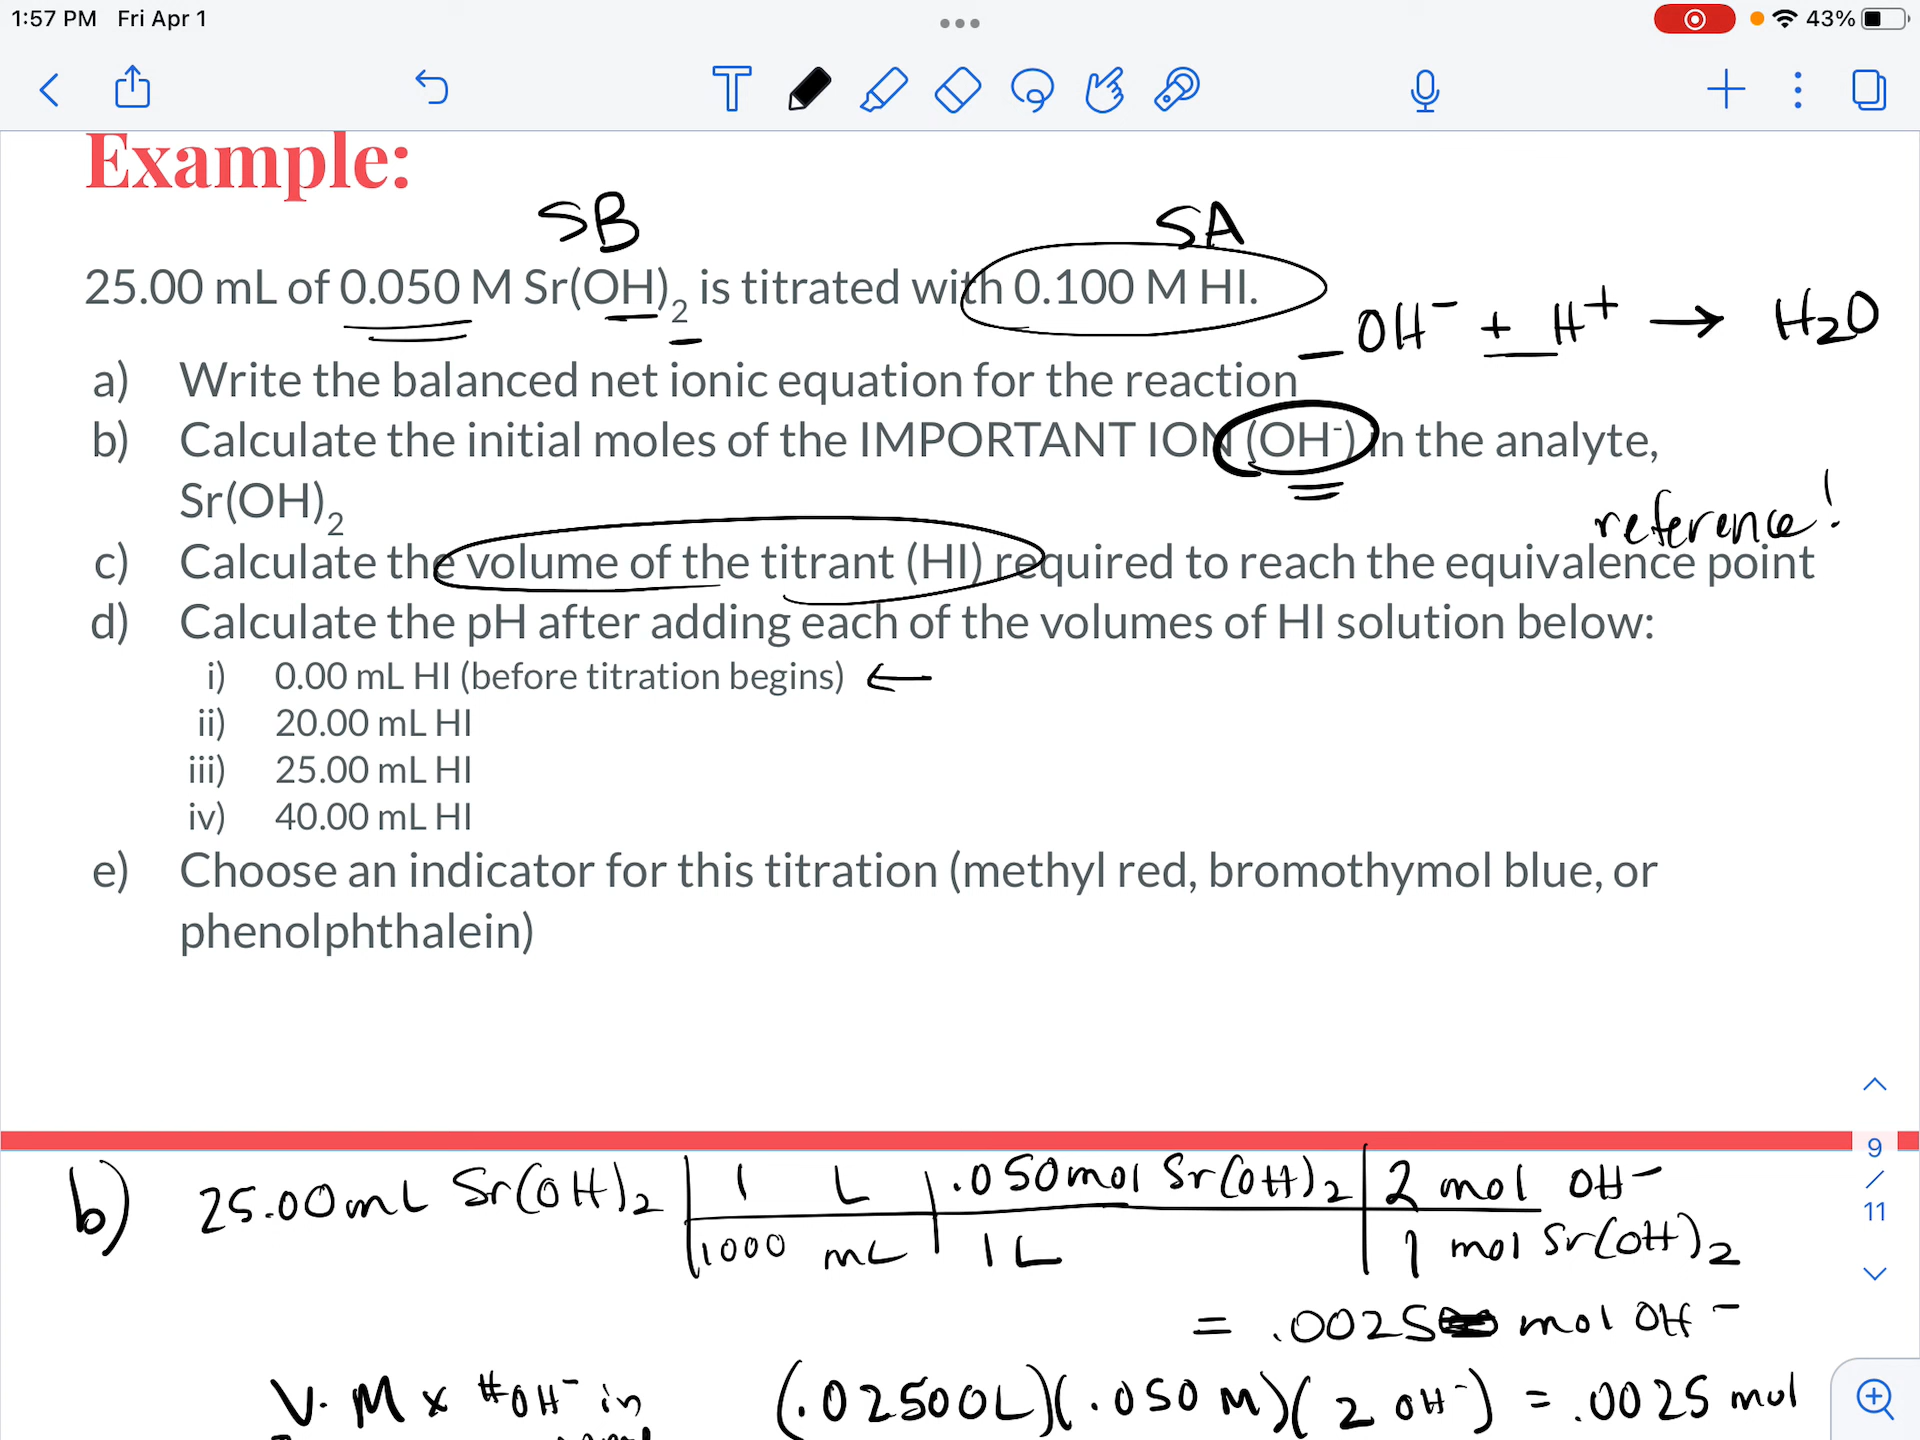 1:57 PM Fri Apr 1
43%
Example:
SB
SA
25.00 mL of 0.050 M Sr(OH)₂ is titrated with 0.100 M HI.
_OH⁻ + _H⁺ → H₂O
a) Write the balanced net ionic equation for the reaction
b) Calculate the initial moles of the IMPORTANT ION (OH⁻) in the analyte,
Sr(OH)₂
reference!
c) Calculate the volume of the titrant (HI) required to reach the equivalence point
d) Calculate the pH after adding each of the volumes of HI solution below:
i) 0.00 mL HI (before titration begins) ←
ii) 20.00 mL HI
iii) 25.00 mL HI
iv) 40.00 mL HI
e) Choose an indicator for this titration (methyl red, bromothymol blue, or
phenolphthalein)
9
/
11
b) 25.00 mL Sr(OH)₂ | 1 L | .050 mol Sr(OH)₂ | 2 mol OH⁻
1000 mL | 1 L | 1 mol Sr(OH)₂
= .0025 mol OH⁻
V · M x #OH⁻ in (.02500L)(.050 M)(2 OH⁻) = .0025 mol